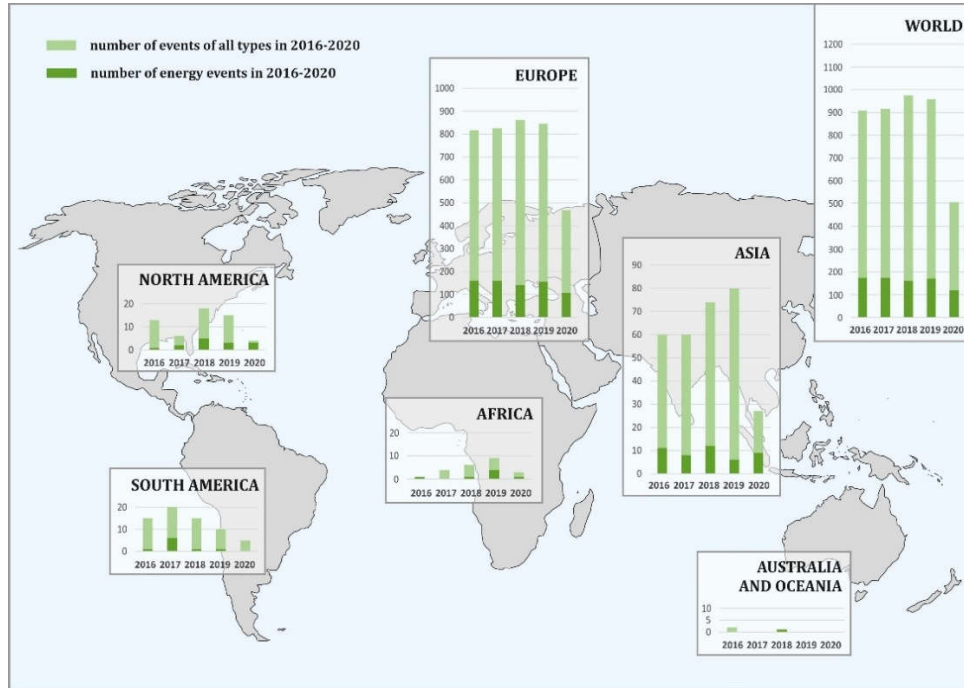 number of events of all types in 2016-2020
number of energy events in 2016-2020
WORLD
1200
1100
1000
900
800
700
600
500
400
300
200
100
0
2016 2017 2018 2019 2020
EUROPE
1000
900
800
700
600
500
400
300
200
100
0
2016 2017 2018 2019 2020
ASIA
90
80
70
60
50
40
30
20
10
0
2016 2017 2018 2019 2020
NORTH AMERICA
20
10
0
2016 2017 2018 2019 2020
AFRICA
20
10
0
2016 2017 2018 2019 2020
SOUTH AMERICA
20
10
0
2016 2017 2018 2019 2020
AUSTRALIA
AND OCEANIA
10
5
0
2016 2017 2018 2019 2020